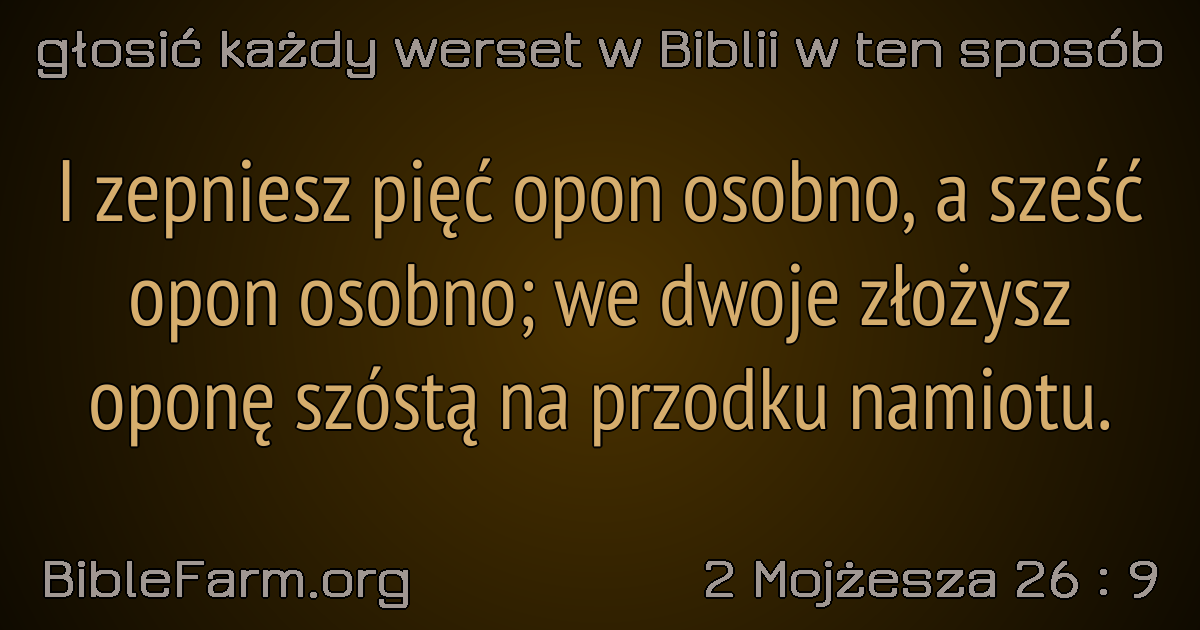 głosić każdy werset w Biblii w ten sposób
I zepniesz pięć opon osobno, a sześć
opon osobno; we dwoje złożysz
oponę szóstą na przodku namiotu.
BibleFarm.org
2 Mojżesza 26 : 9